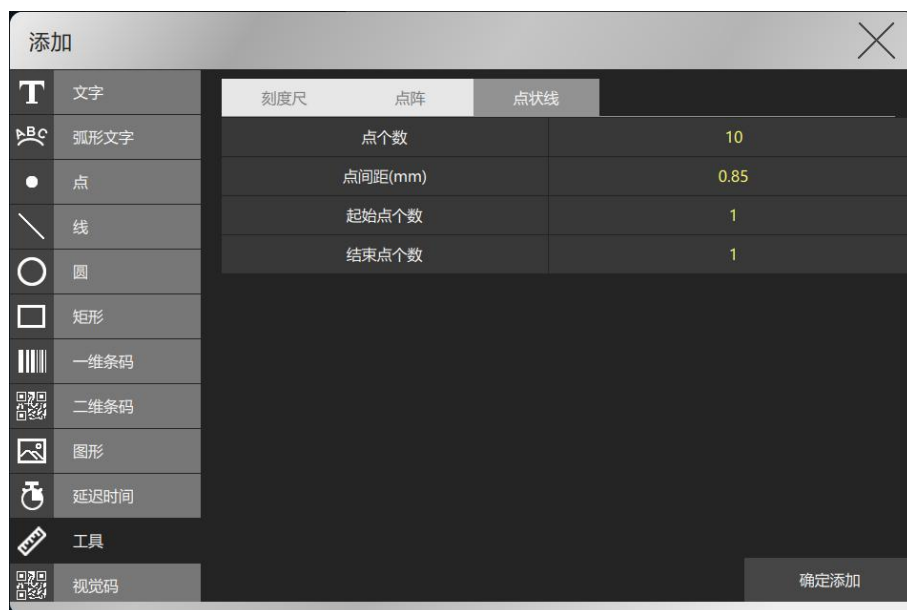 添加
T 文字
ABC 弧形文字
点
线
圆
矩形
一维条码
二维条码
图形
延迟时间
工具
视觉码
刻度尺 点阵 点状线
点个数 10
点间距(mm) 0.85
起始点个数 1
结束点个数 1
确定添加